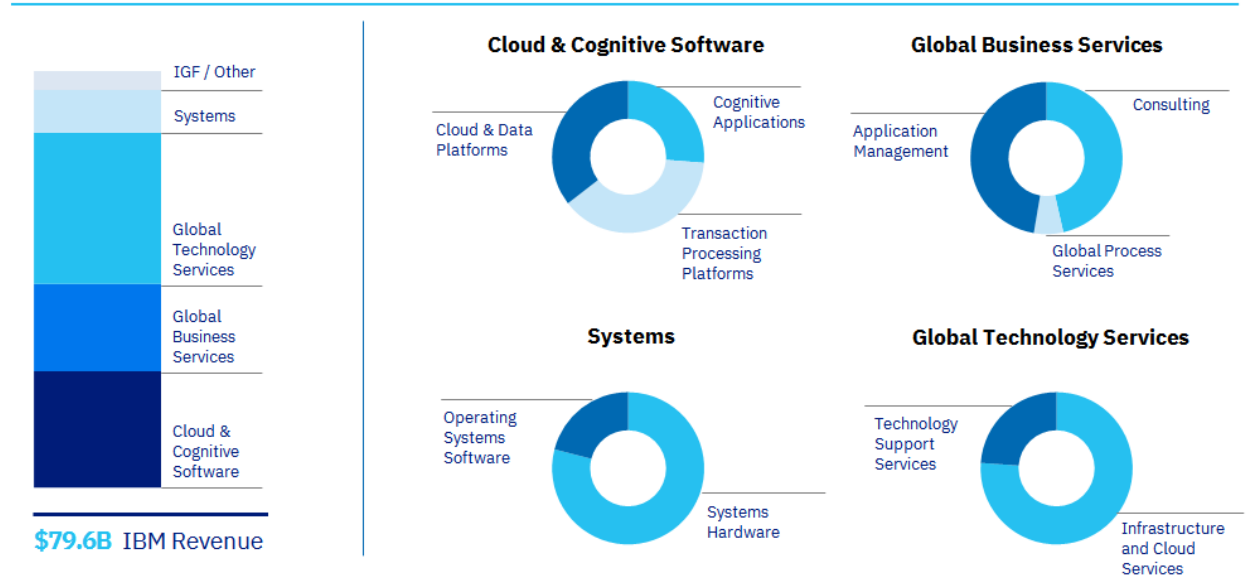 IGF / Other
Systems
Global
Technology
Services
Global
Business
Services
Cloud &
Cognitive
Software
$79.6B IBM Revenue
Cloud & Cognitive Software
Cloud & Data
Platforms
Cognitive
Applications
Transaction
Processing
Platforms
Global Business Services
Application
Management
Consulting
Global Process
Services
Systems
Operating
Systems
Software
Systems
Hardware
Global Technology Services
Technology
Support
Services
Infrastructure
and Cloud
Services